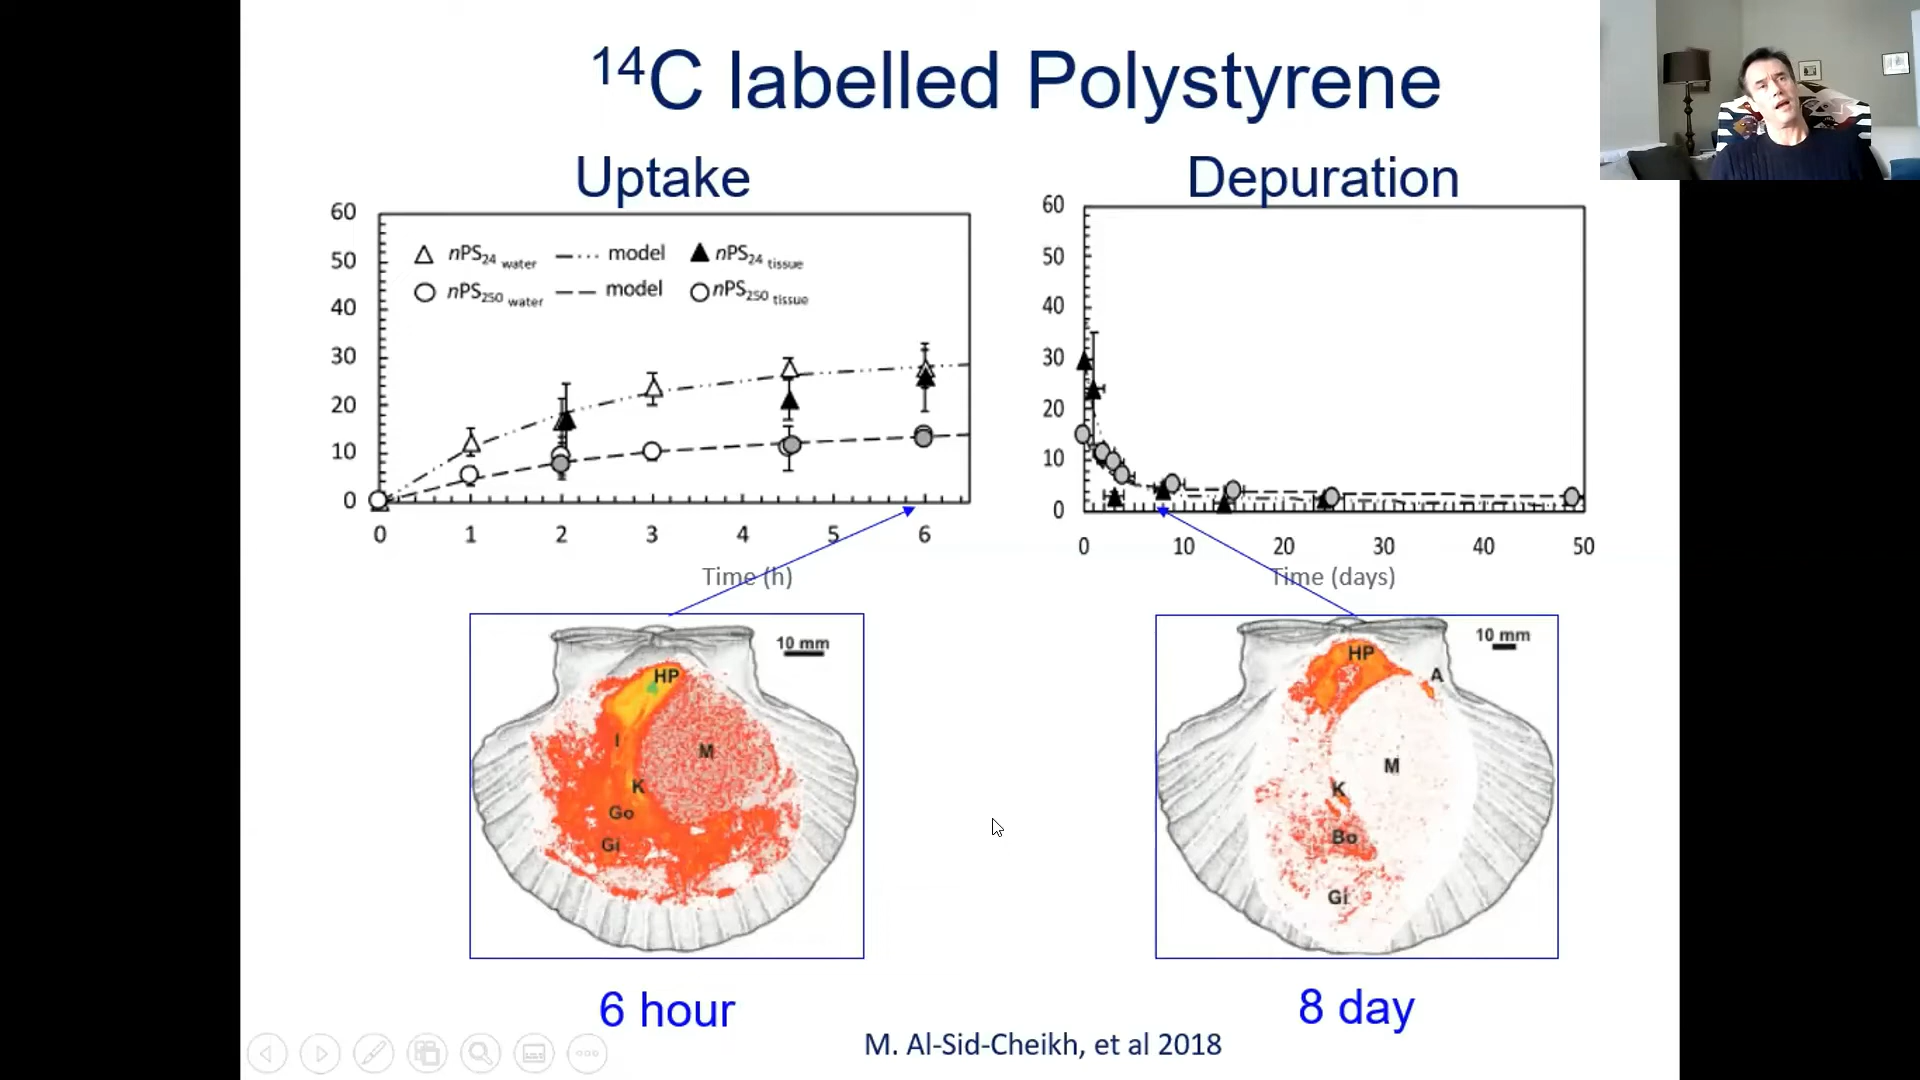 ¹⁴C labelled Polystyrene
Uptake
60
50
40
30
20
10
0
nPS₂₄ water model nPS₂₄ tissue
nPS₂₅₀ water model nPS₂₅₀ tissue
0 1 2 3 4 5 6
Time (h)
Depuration
60
50
40
30
20
10
0
0 10 20 30 40 50
Time (days)
10 mm
HP
I
M
K
Go
Gi
6 hour
10 mm
HP
A
M
K
Bo
Gi
8 day
M. Al-Sid-Cheikh, et al 2018